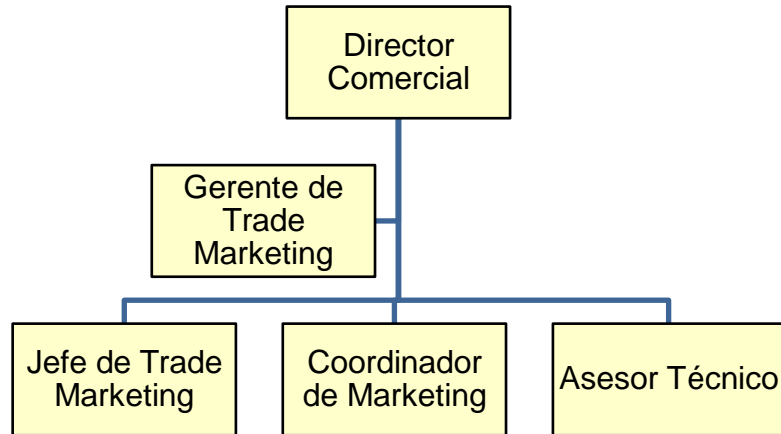 Director
Comercial
Gerente de
Trade
Marketing
Jefe de Trade
Marketing
Coordinador
de Marketing
Asesor Técnico